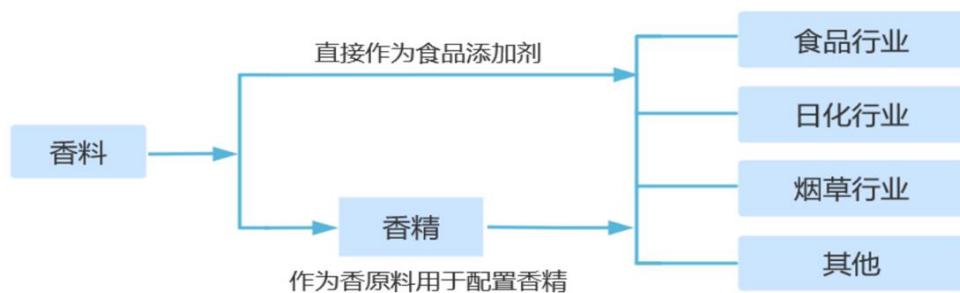 食品行业
直接作为食品添加剂
日化行业
香料
烟草行业
香精
其他
作为香原料用于配置香精